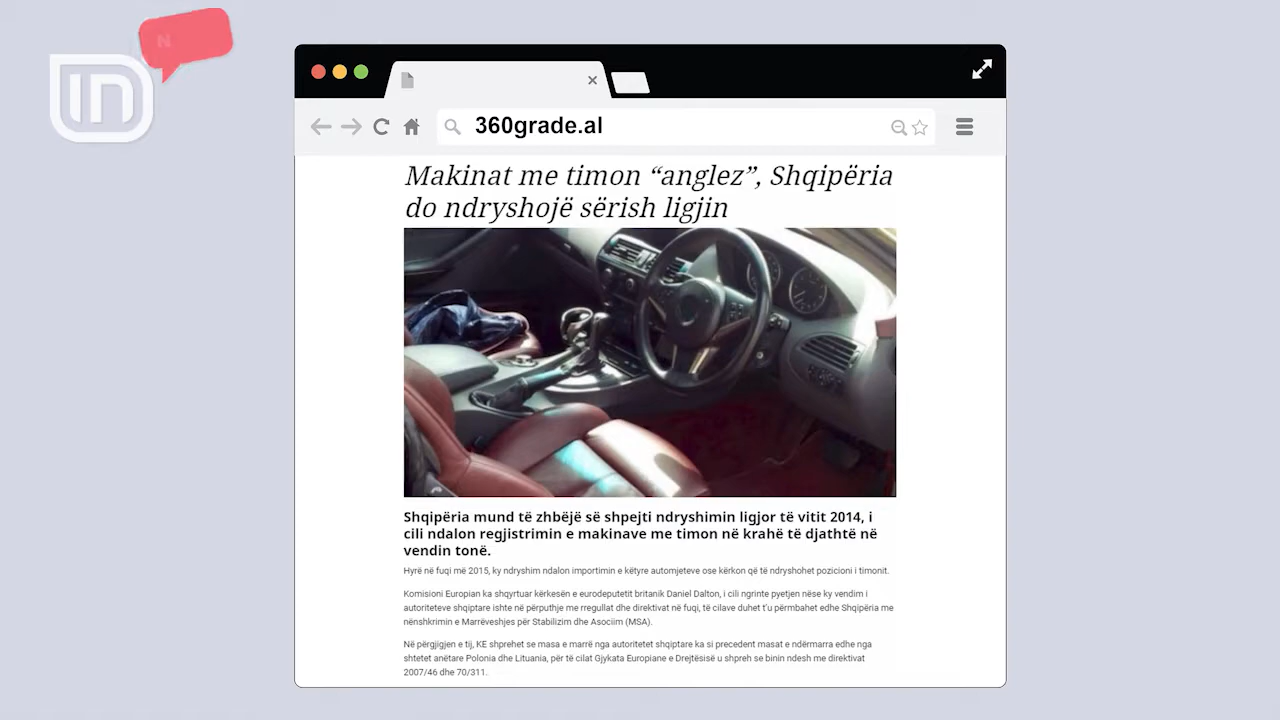 IN
N
360grade.al
Makinat me timon “anglez”, Shqipëria
do ndryshojë sërish ligjin
Shqipëria mund të zhbëjë së shpejti ndryshimin ligjor të vitit 2014, i
cili ndalon regjistrimin e makinave me timon në krahë të djathtë në
vendin tonë.
Hyrë në fuqi më 2015, ky ndryshim ndalon importimin e këtyre automjeteve ose kërkon që të ndryshohet pozicioni i timonit.
Komisioni Europian ka shqyrtuar kërkesën e eurodeputetit britanik Daniel Dalton, i cili ngrinte pyetjen nëse ky vendim i
autoriteteve shqiptare ishte në përputhje me rregullat dhe direktivat në fuqi, të cilave duhet t’u përmbahet edhe Shqipëria me
nënshkrimin e Marrëveshjes për Stabilizim dhe Asociim (MSA).
Në përgjigjen e tij, KE shprehet se masa e marrë nga autoritetet shqiptare ka si precedent masat e ndërmarra edhe nga
shtetet anëtare Polonia dhe Lituania, për të cilat Gjykata Europiane e Drejtësisë u shpreh se binin ndesh me direktivat
2007/46 dhe 70/311.